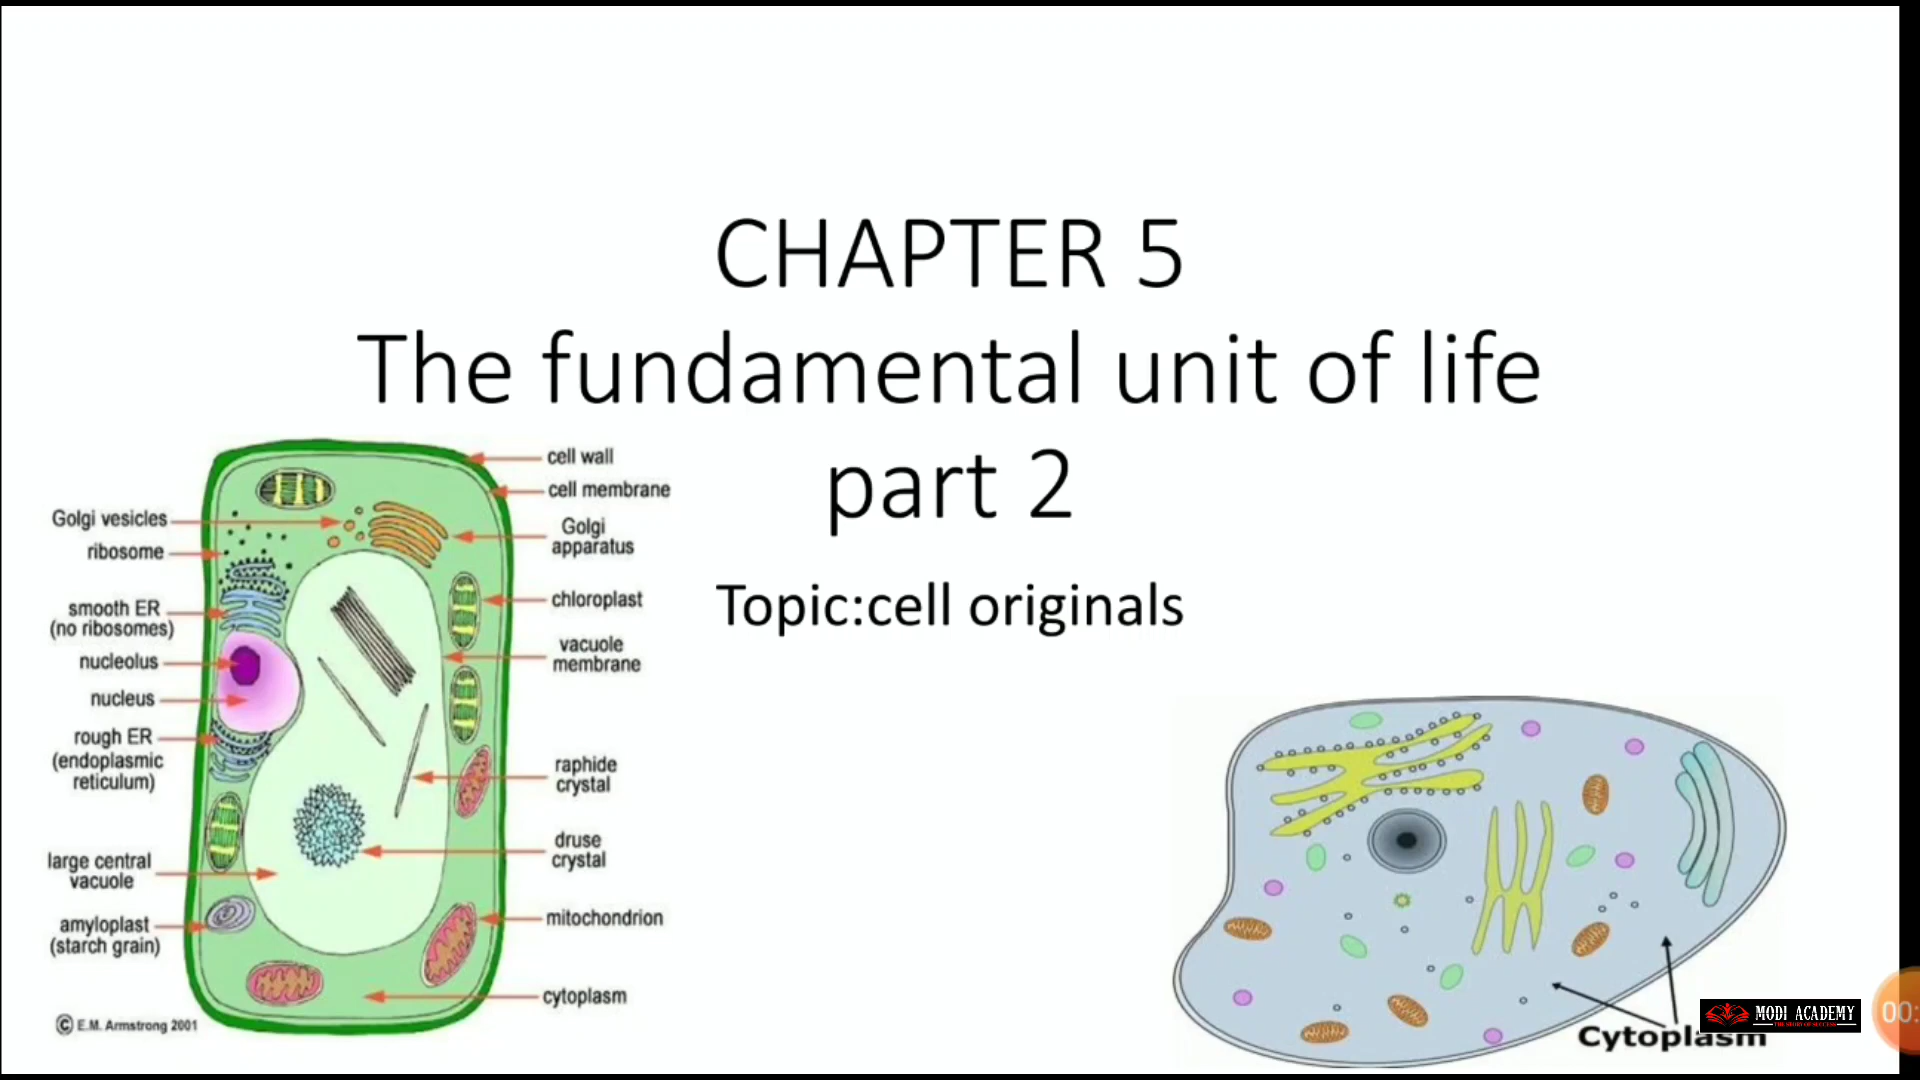 CHAPTER 5
The fundamental unit of life
part 2
Topic:cell originals
Golgi vesicles
ribosome
smooth ER
(no ribosomes)
nucleolus
nucleus
rough ER
(endoplasmic
reticulum)
large central
vacuole
amyloplast
(starch grain)
© E.M. Armstrong 2001
cell wall
cell membrane
Golgi
apparatus
chloroplast
vacuole
membrane
raphide
crystal
druse
crystal
mitochondrion
cytoplasm
MODI ACADEMY
Cytoplasm
00: